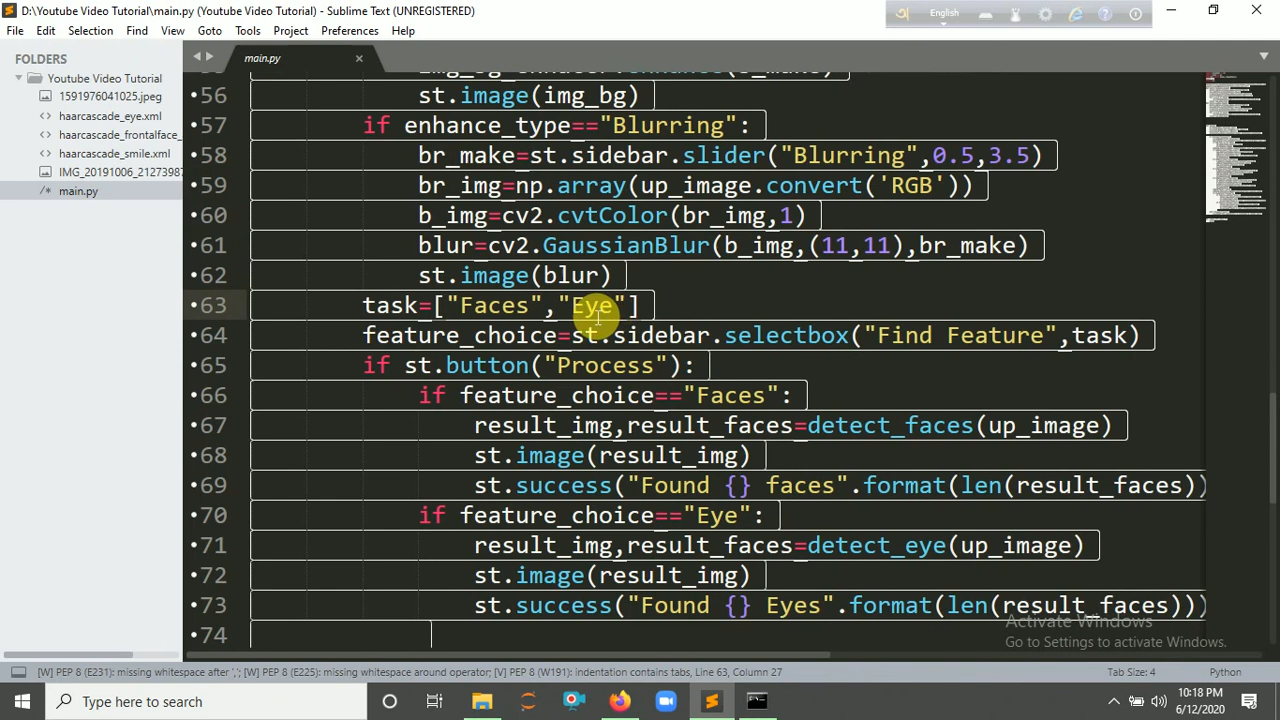 D:\Youtube Video Tutorial\main.py (Youtube Video Tutorial) - Sublime Text (UNREGISTERED)
English
File Edit Selection Find View Goto Tools Project Preferences Help
FOLDERS
Youtube Video Tutorial
1591976041025.jpeg
haarcascade_eye.xml
haarcascade_frontalface_
haarcascade_smile.xml
IMG_20191006_2127398
main.py
main.py
56 st.image(img_bg)
57 if enhance_type=="Blurring":
58 br_make=st.sidebar.slider("Blurring",0.5,3.5)
59 br_img=np.array(up_image.convert('RGB'))
60 b_img=cv2.cvtColor(br_img,1)
61 blur=cv2.GaussianBlur(b_img,(11,11),br_make)
62 st.image(blur)
63 task=["Faces","Eye"]
64 feature_choice=st.sidebar.selectbox("Find Feature",task)
65 if st.button("Process"):
66 if feature_choice=="Faces":
67 result_img,result_faces=detect_faces(up_image)
68 st.image(result_img)
69 st.success("Found {} faces".format(len(result_faces))
70 if feature_choice=="Eye":
71 result_img,result_faces=detect_eye(up_image)
72 st.image(result_img)
73 st.success("Found {} Eyes".format(len(result_faces)))
74
Activate Windows
Go to Settings to activate Windows.
[W] PEP 8 (E231): missing whitespace after ','; [W] PEP 8 (E225): missing whitespace around operator; [V] PEP 8 (W191): indentation contains tabs, Line 63, Column 27
Tab Size: 4
Python
Type here to search
10:18 PM
6/12/2020